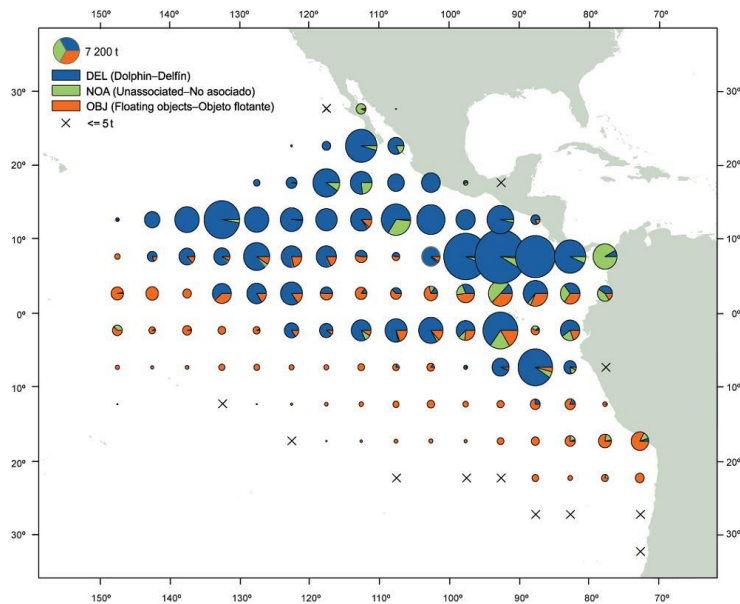 150° 140° 130° 120° 110° 100° 90° 80° 70°
7 200 t
DEL (Dolphin–Delfín)
NOA (Unassociated–No asociado)
OBJ (Floating objects–Objeto flotante)
<= 5 t
30° 30°
20° 20°
10° 10°
0° 0°
10° 10°
20° 20°
30° 30°
150° 140° 130° 120° 110° 100° 90° 80° 70°